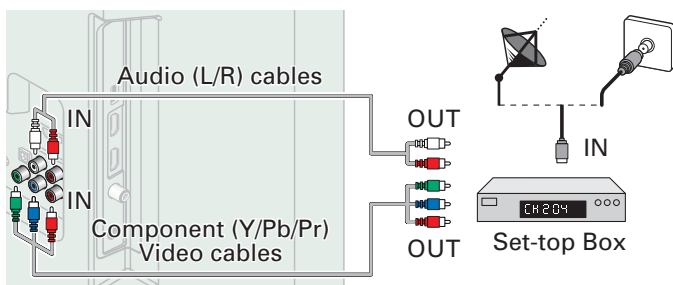 Audio (L/R) cables
IN
OUT
IN
IN
Component (Y/Pb/Pr)
Video cables
OUT
CH204
Set-top Box